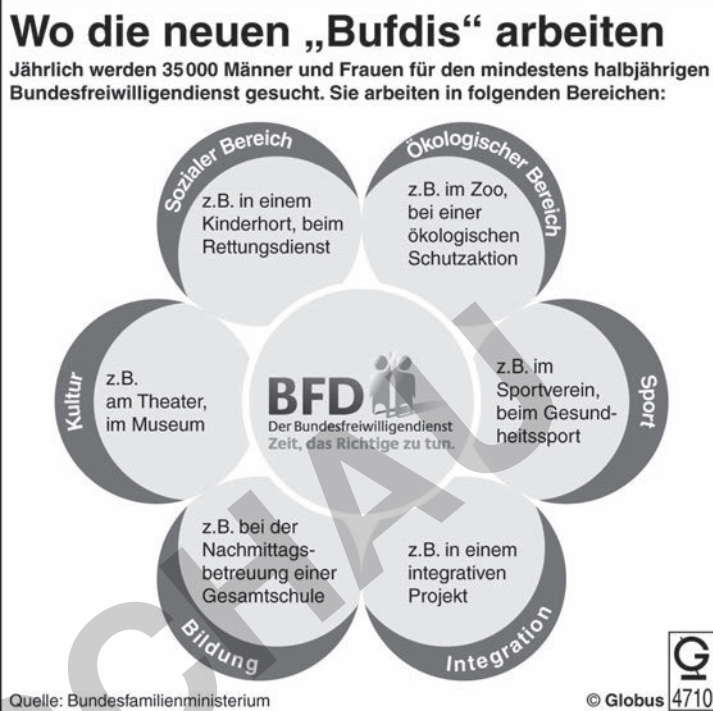 Wo die neuen „Bufdis“ arbeiten
Jährlich werden 35 000 Männer und Frauen für den mindestens halbjährigen
Bundesfreiwilligendienst gesucht. Sie arbeiten in folgenden Bereichen:
Sozialer Bereich
z.B. in einem
Kinderhort, beim
Rettungsdienst
Ökologischer Bereich
z.B. im Zoo,
bei einer
ökologischen
Schutzaktion
Kultur
z.B.
am Theater,
im Museum
BFD
Der Bundesfreiwilligendienst
Zeit, das Richtige zu tun.
z.B. im
Sportverein,
beim Gesund-
heitssport
Sport
z.B. bei der
Nachmittags-
betreuung einer
Gesamtschule
Bildung
z.B. in einem
integrativen
Projekt
Integration
Quelle: Bundesfamilienministerium
© Globus
G
4710
CHAU